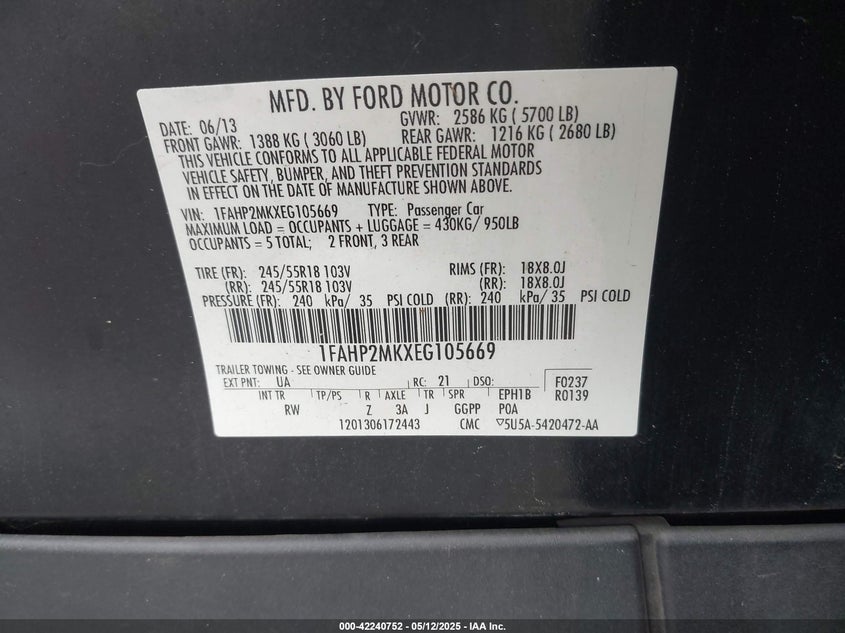 MFD. BY FORD MOTOR CO.
DATE: 06/13 GVWR: 2586 KG ( 5700 LB)
FRONT GAWR: 1388 KG ( 3060 LB) REAR GAWR: 1216 KG ( 2680 LB)
THIS VEHICLE CONFORMS TO ALL APPLICABLE FEDERAL MOTOR
VEHICLE SAFETY, BUMPER, AND THEFT PREVENTION STANDARDS
IN EFFECT ON THE DATE OF MANUFACTURE SHOWN ABOVE.
VIN: 1FAHP2MKXEG105669 TYPE: Passenger Car
MAXIMUM LOAD = OCCUPANTS + LUGGAGE = 430KG/ 950LB
OCCUPANTS = 5 TOTAL; 2 FRONT, 3 REAR
TIRE (FR): 245/55R18 103V RIMS (FR): 18X8.0J
(RR): 245/55R18 103V (RR): 18X8.0J
PRESSURE (FR): 240 kPa/ 35 PSI COLD (RR): 240 kPa/ 35 PSI COLD
1FAHP2MKXEG105669
TRAILER TOWING - SEE OWNER GUIDE
EXT PNT: UA RC: 21 DSO: F0237
INT TR TP/PS R AXLE TR SPR EPH1B R0139
RW Z 3A J GGPP POA
1201306172443 CMC ▽5U5A-5420472-AA
000-42240752 - 05/12/2025 - IAA Inc.